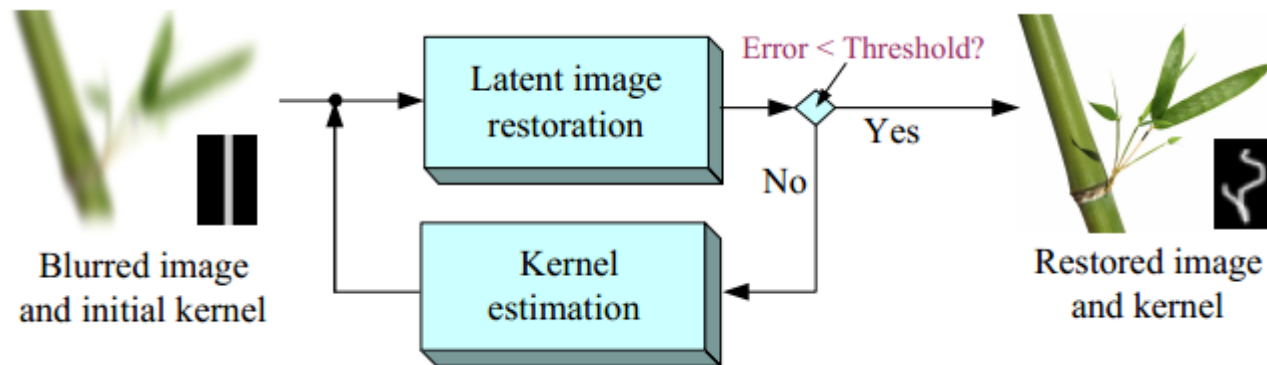 Error < Threshold?
Latent image
restoration
Yes
No
Kernel
estimation
Blurred image
and initial kernel
Restored image
and kernel